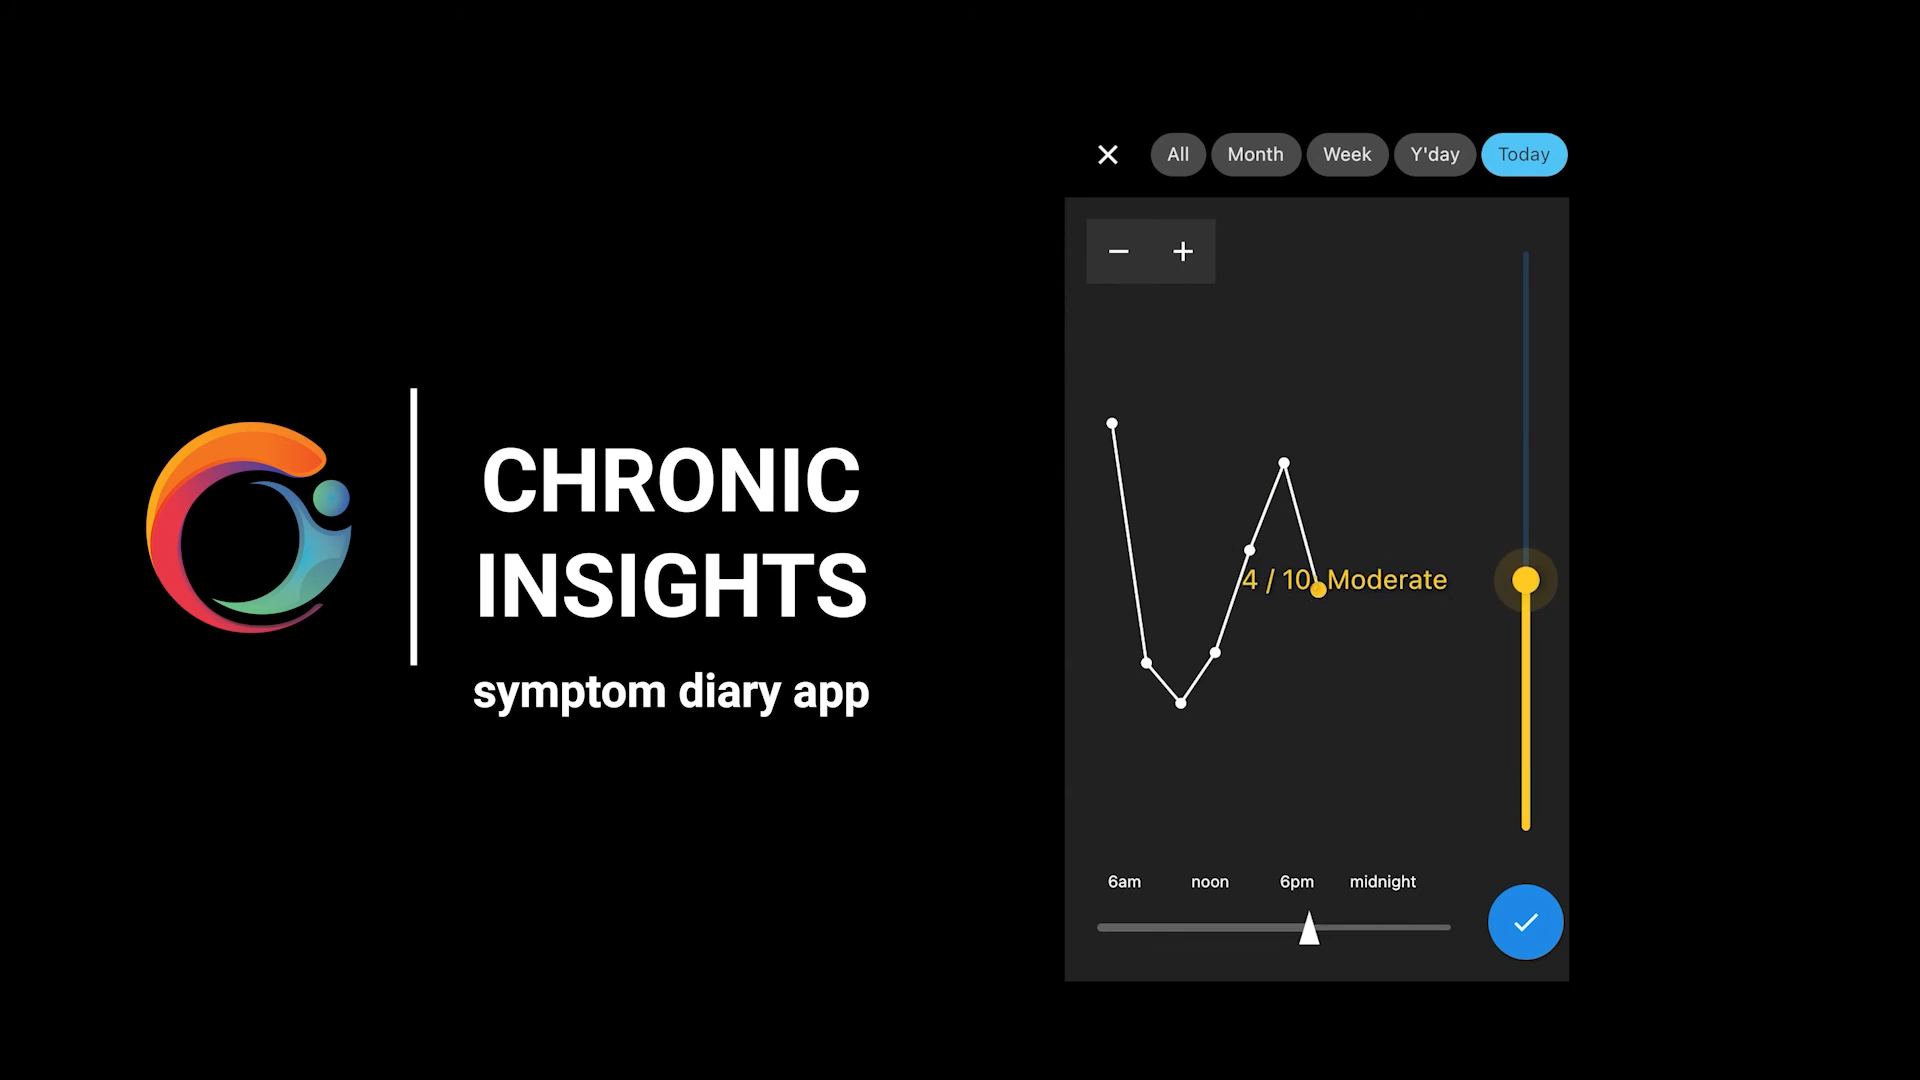 CHRONIC
INSIGHTS
symptom diary app
All Month Week Y'day Today
4 / 10, Moderate
6am noon 6pm midnight